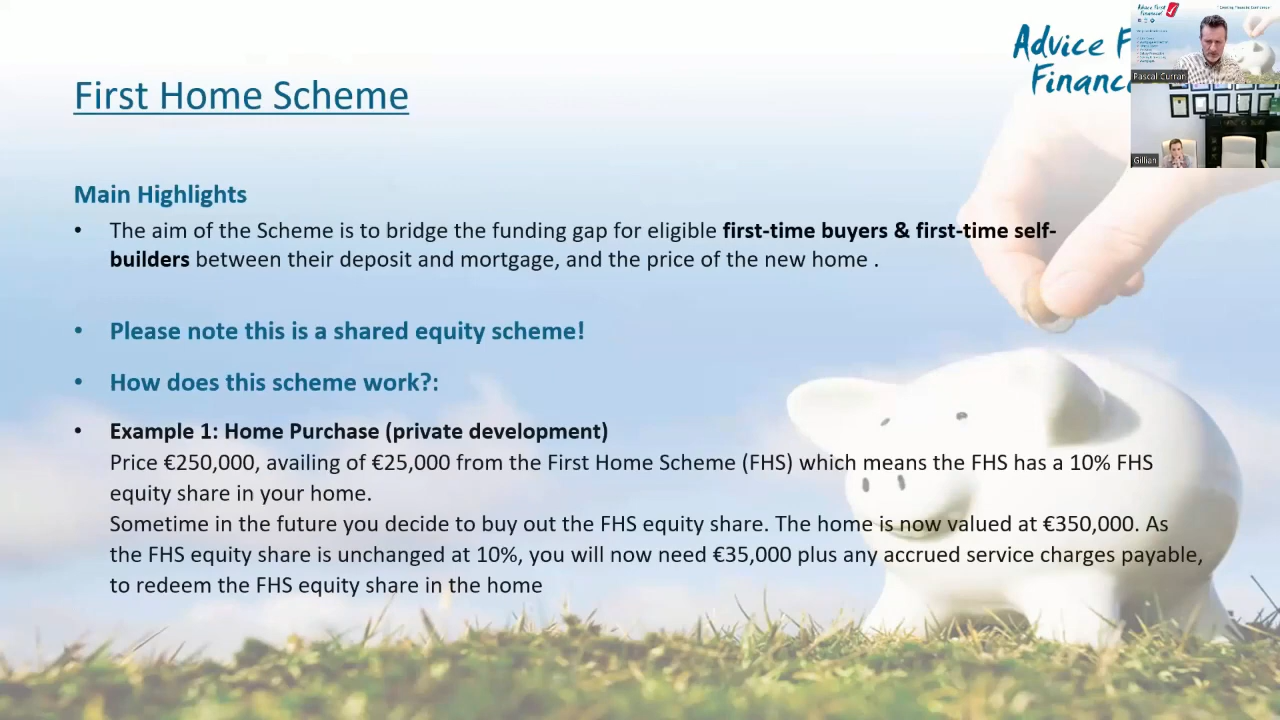 Advice F
Financ
First Home Scheme
Main Highlights
• The aim of the Scheme is to bridge the funding gap for eligible first-time buyers & first-time self-
builders between their deposit and mortgage, and the price of the new home .
• Please note this is a shared equity scheme!
• How does this scheme work?:
• Example 1: Home Purchase (private development)
Price €250,000, availing of €25,000 from the First Home Scheme (FHS) which means the FHS has a 10% FHS
equity share in your home.
Sometime in the future you decide to buy out the FHS equity share. The home is now valued at €350,000. As
the FHS equity share is unchanged at 10%, you will now need €35,000 plus any accrued service charges payable,
to redeem the FHS equity share in the home
Advice First
Financial
Pascal Curran
Gillian